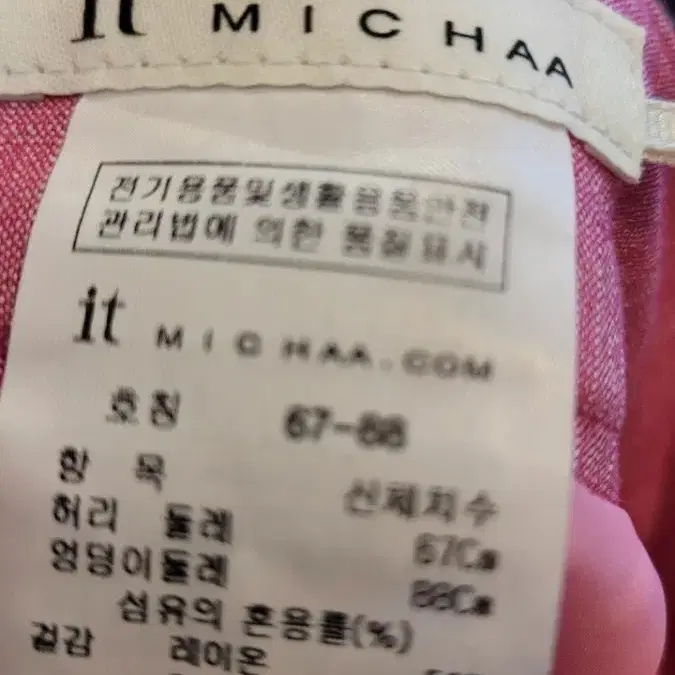 it MICHAA
전기용품및생활용품안전
관리법에 의한 품질표시
it MICHAA.COM
호칭 67-88
항 목 신체치수
허리 둘레 67Cm
엉덩이둘레 88Cm
섬유의 혼용률(%)
겉감 레이온